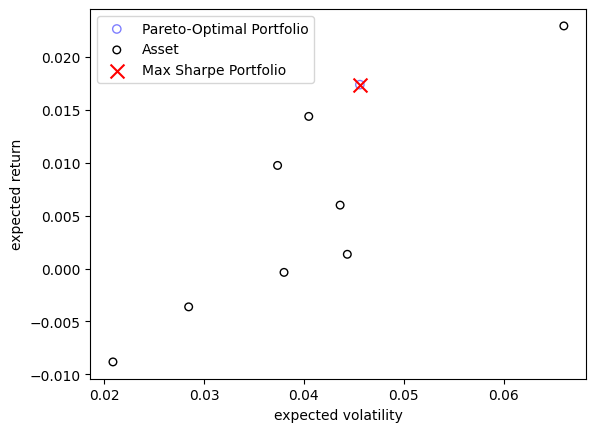 Pareto-Optimal Portfolio
Asset
Max Sharpe Portfolio
0.020
0.015
0.010
0.005
0.000
−0.005
−0.010
expected return
0.02 0.03 0.04 0.05 0.06
expected volatility